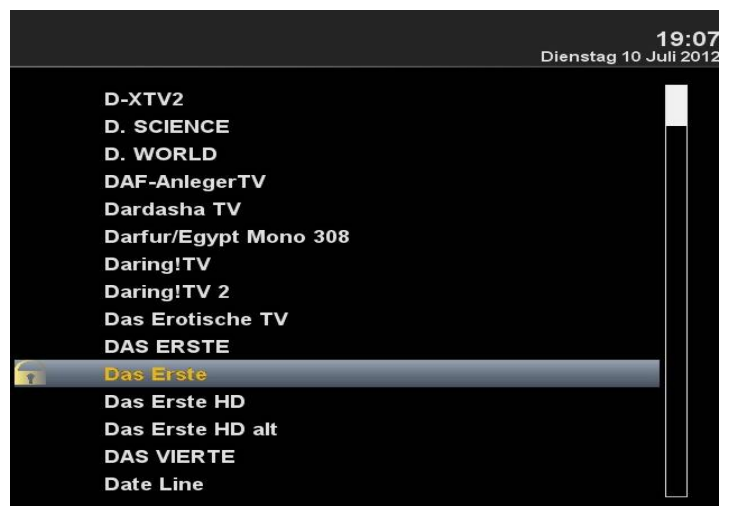 19:07
Dienstag 10 Juli 2012
D-XTV2
D. SCIENCE
D. WORLD
DAF-AnlegerTV
Dardasha TV
Darfur/Egypt Mono 308
Daring!TV
Daring!TV 2
Das Erotische TV
DAS ERSTE
Das Erste
Das Erste HD
Das Erste HD alt
DAS VIERTE
Date Line